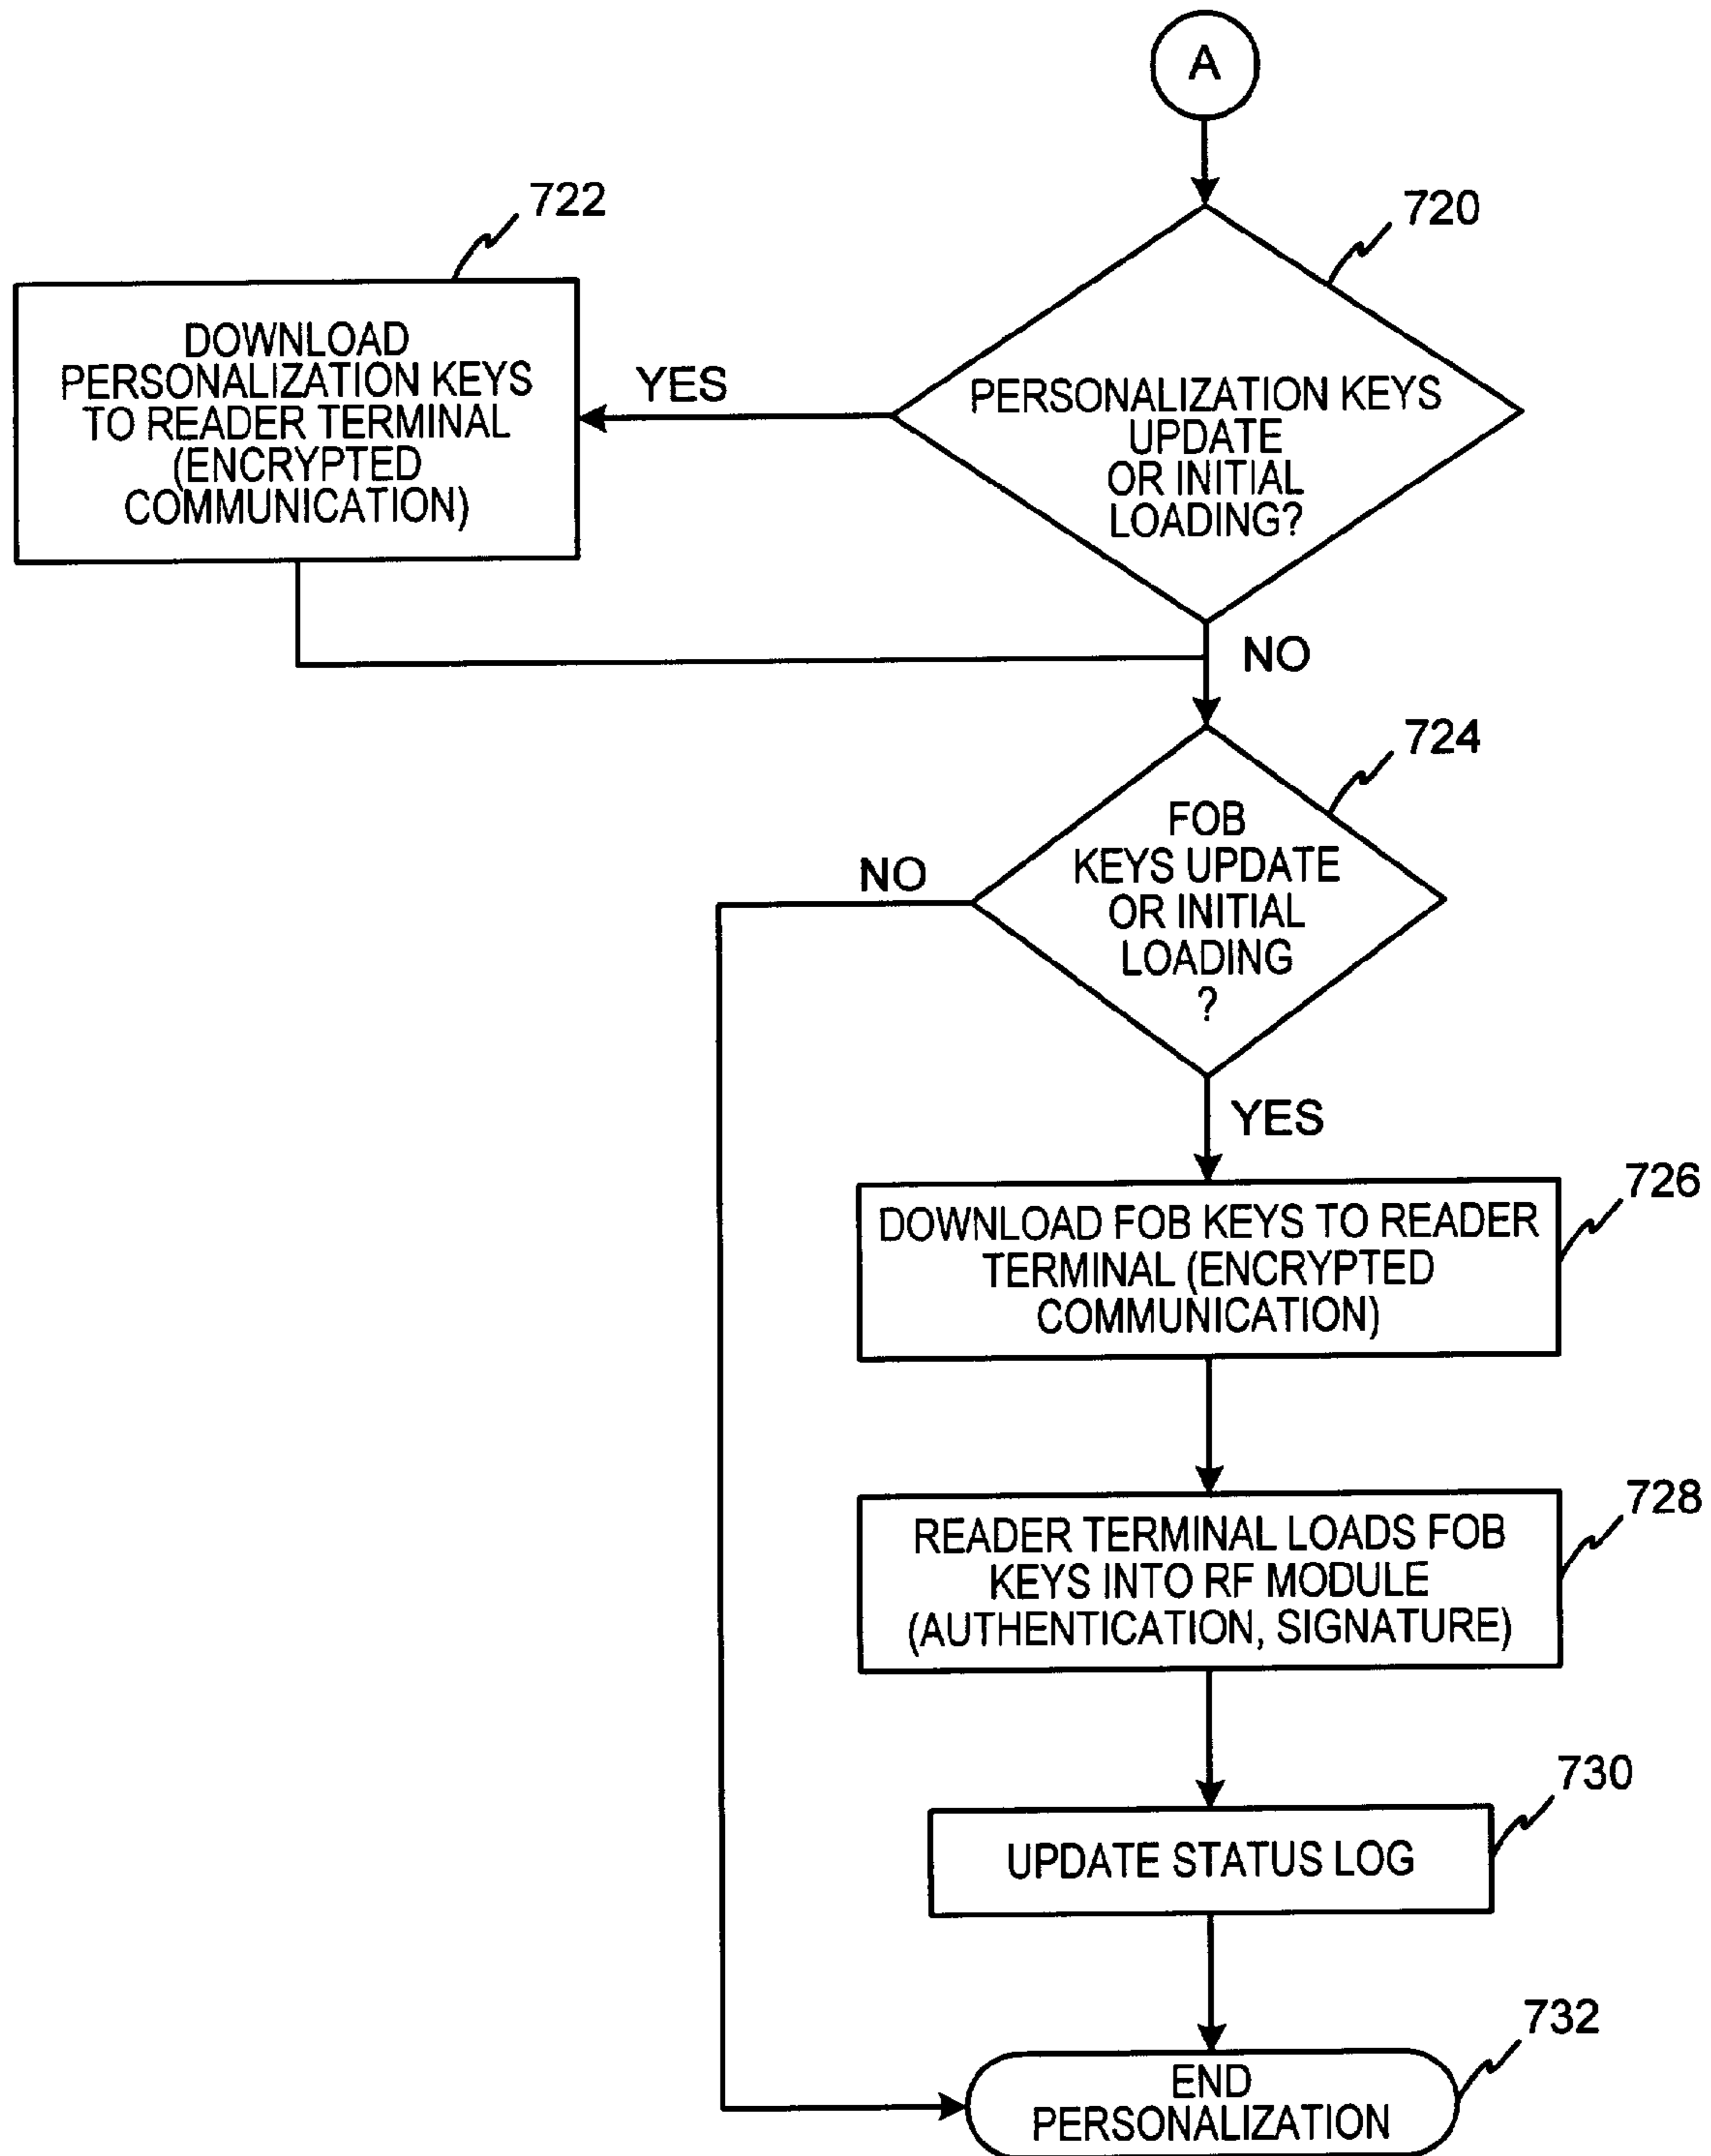 A
720
722
PERSONALIZATION KEYS
UPDATE
OR INITIAL
LOADING?
YES
DOWNLOAD
PERSONALIZATION KEYS
TO READER TERMINAL
(ENCRYPTED
COMMUNICATION)
NO
724
FOB
KEYS UPDATE
OR INITIAL
LOADING
?
NO
YES
726
DOWNLOAD FOB KEYS TO READER
TERMINAL (ENCRYPTED
COMMUNICATION)
728
READER TERMINAL LOADS FOB
KEYS INTO RF MODULE
(AUTHENTICATION, SIGNATURE)
730
UPDATE STATUS LOG
732
END
PERSONALIZATION